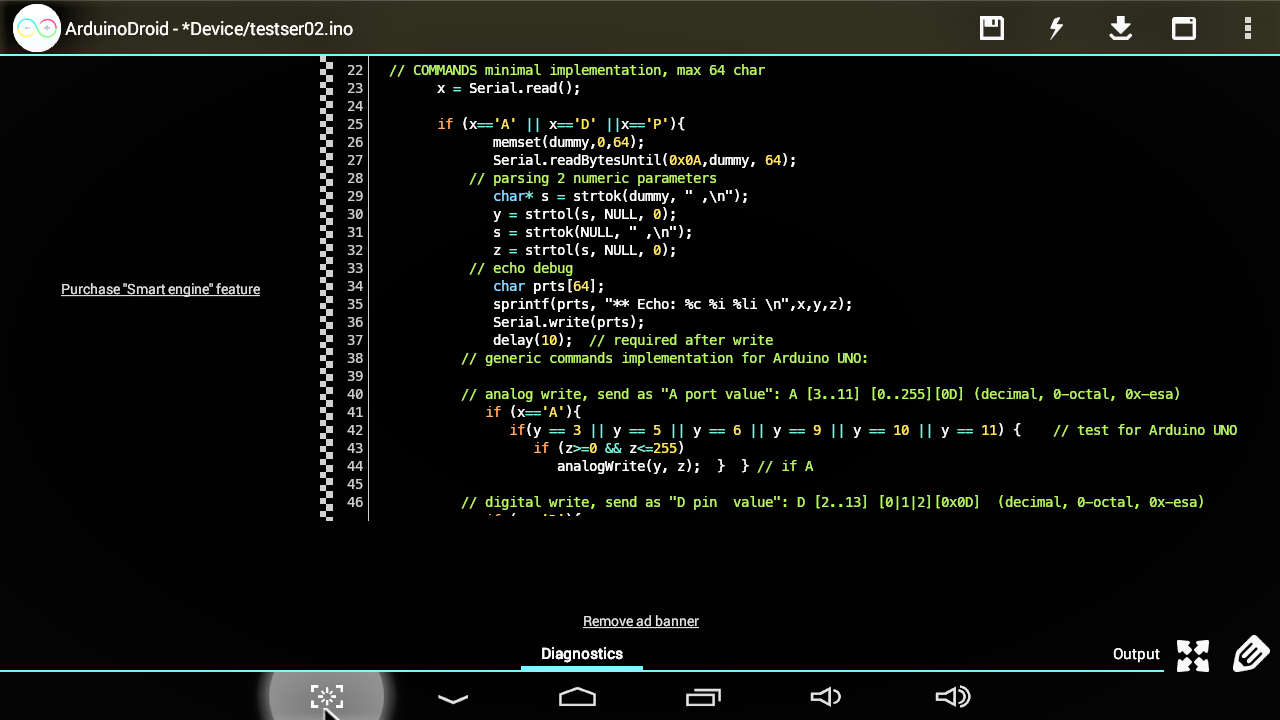 ArduinoDroid - *Device/testser02.ino
22 // COMMANDS minimal implementation, max 64 char
23 x = Serial.read();
24
25 if (x=='A' || x=='D' ||x=='P'){
26 memset(dummy,0,64);
27 Serial.readBytesUntil(0x0A,dummy, 64);
28 // parsing 2 numeric parameters
29 char* s = strtok(dummy, " ,\n");
30 y = strtol(s, NULL, 0);
31 s = strtok(NULL, " ,\n");
32 z = strtol(s, NULL, 0);
33 // echo debug
34 char prts[64];
35 sprintf(prts, "** Echo: %c %i %li \n",x,y,z);
36 Serial.write(prts);
37 delay(10);  // required after write
38 // generic commands implementation for Arduino UNO:
39
40 // analog write, send as "A port value": A [3..11] [0..255][0D] (decimal, 0-octal, 0x-esa)
41 if (x=='A'){
42 if(y == 3 || y == 5 || y == 6 || y == 9 || y == 10 || y == 11) {    // test for Arduino UNO
43 if (z>=0 && z<=255)
44 analogWrite(y, z);  }  } // if A
45
46 // digital write, send as "D pin  value": D [2..13] [0|1|2][0x0D]  (decimal, 0-octal, 0x-esa)
Purchase "Smart engine" feature
Remove ad banner
Diagnostics
Output